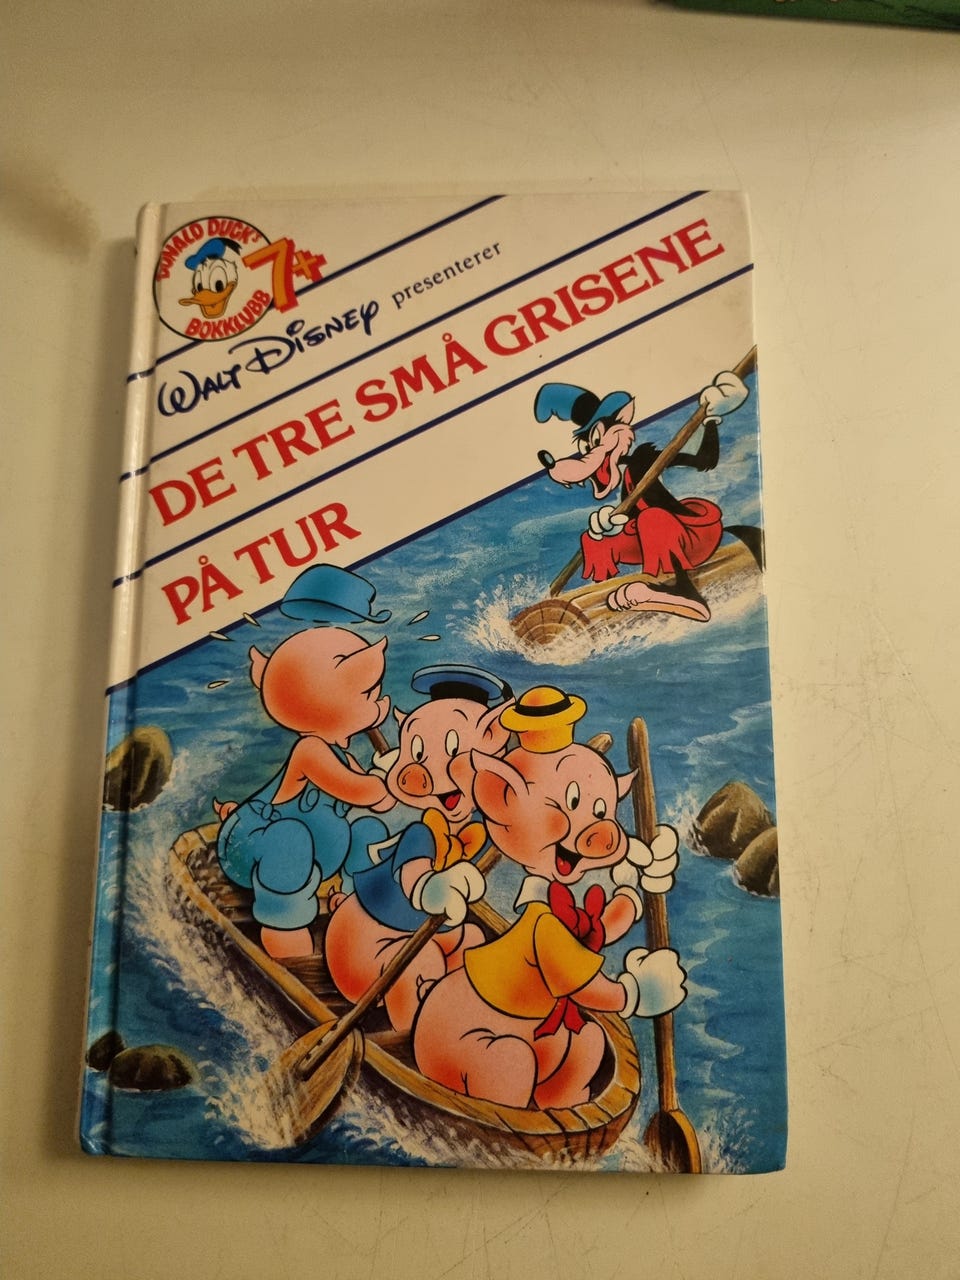 DONALD DUCK's
7+
BOKKLUBB
WALT DISNEY presenterer
DE TRE SMÅ GRISENE
PÅ TUR